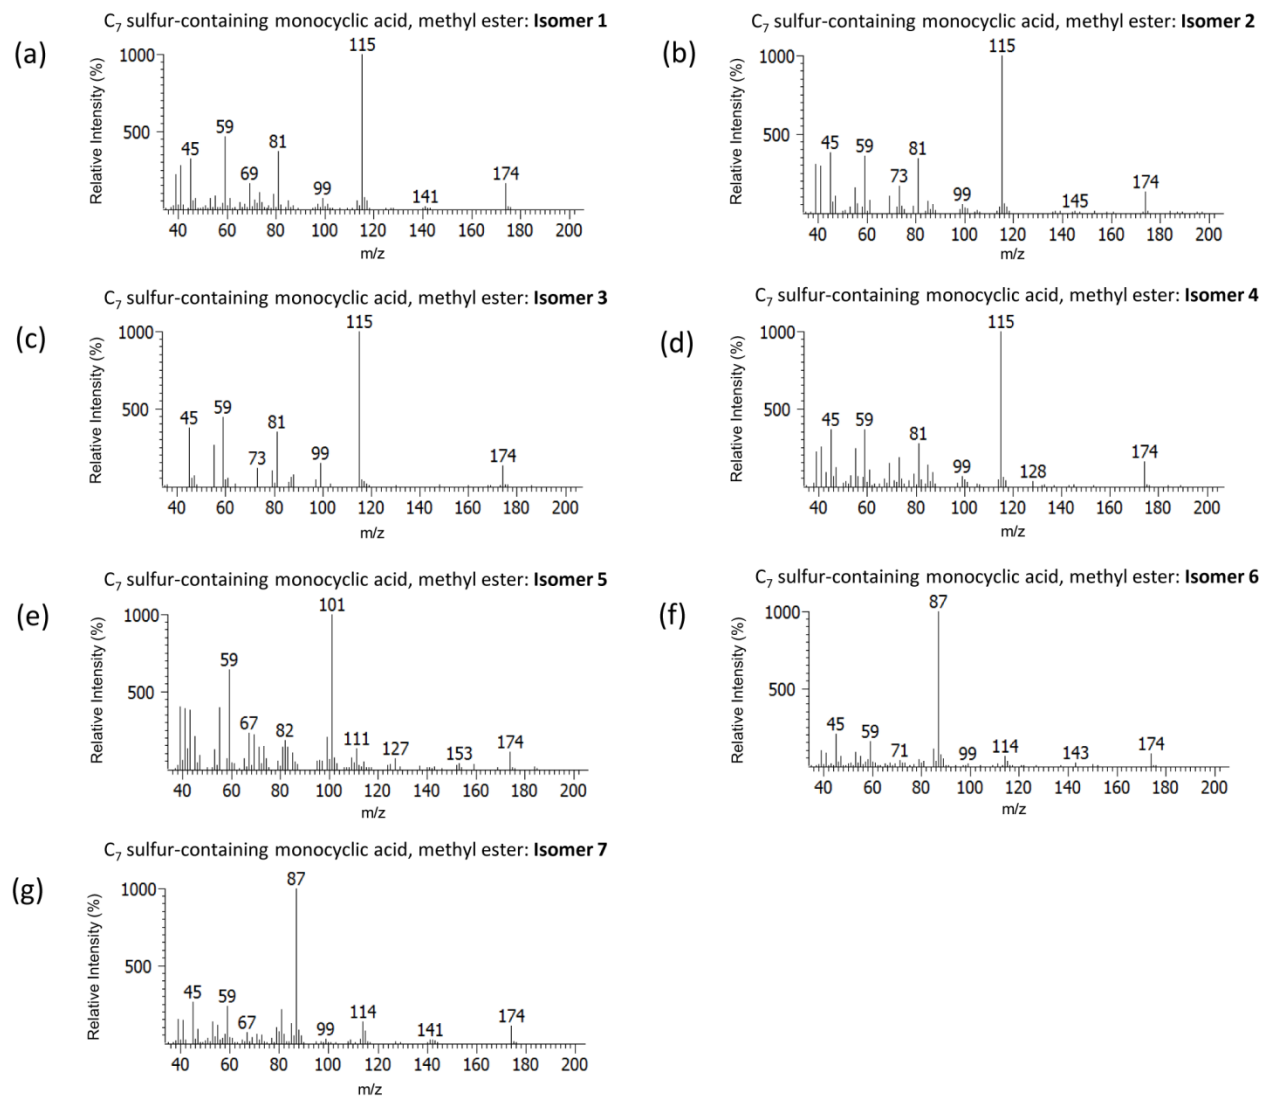 C₇ sulfur-containing monocyclic acid, methyl ester: Isomer 1
(a)
Relative Intensity (%)
1000
500
45
59
69
81
99
115
141
174
40 60 80 100 120 140 160 180 200
m/z
C₇ sulfur-containing monocyclic acid, methyl ester: Isomer 2
(b)
Relative Intensity (%)
1000
500
45
59
73
81
99
115
145
174
40 60 80 100 120 140 160 180 200
m/z
C₇ sulfur-containing monocyclic acid, methyl ester: Isomer 3
(c)
Relative Intensity (%)
1000
500
45
59
73
81
99
115
174
40 60 80 100 120 140 160 180 200
m/z
C₇ sulfur-containing monocyclic acid, methyl ester: Isomer 4
(d)
Relative Intensity (%)
1000
500
45
59
81
99
115
128
174
40 60 80 100 120 140 160 180 200
m/z
C₇ sulfur-containing monocyclic acid, methyl ester: Isomer 5
(e)
Relative Intensity (%)
1000
500
59
67
82
101
111
127
153
174
40 60 80 100 120 140 160 180 200
m/z
C₇ sulfur-containing monocyclic acid, methyl ester: Isomer 6
(f)
Relative Intensity (%)
1000
500
45
59
71
87
99
114
143
174
40 60 80 100 120 140 160 180 200
m/z
C₇ sulfur-containing monocyclic acid, methyl ester: Isomer 7
(g)
Relative Intensity (%)
1000
500
45
59
67
87
99
114
141
174
40 60 80 100 120 140 160 180 200
m/z